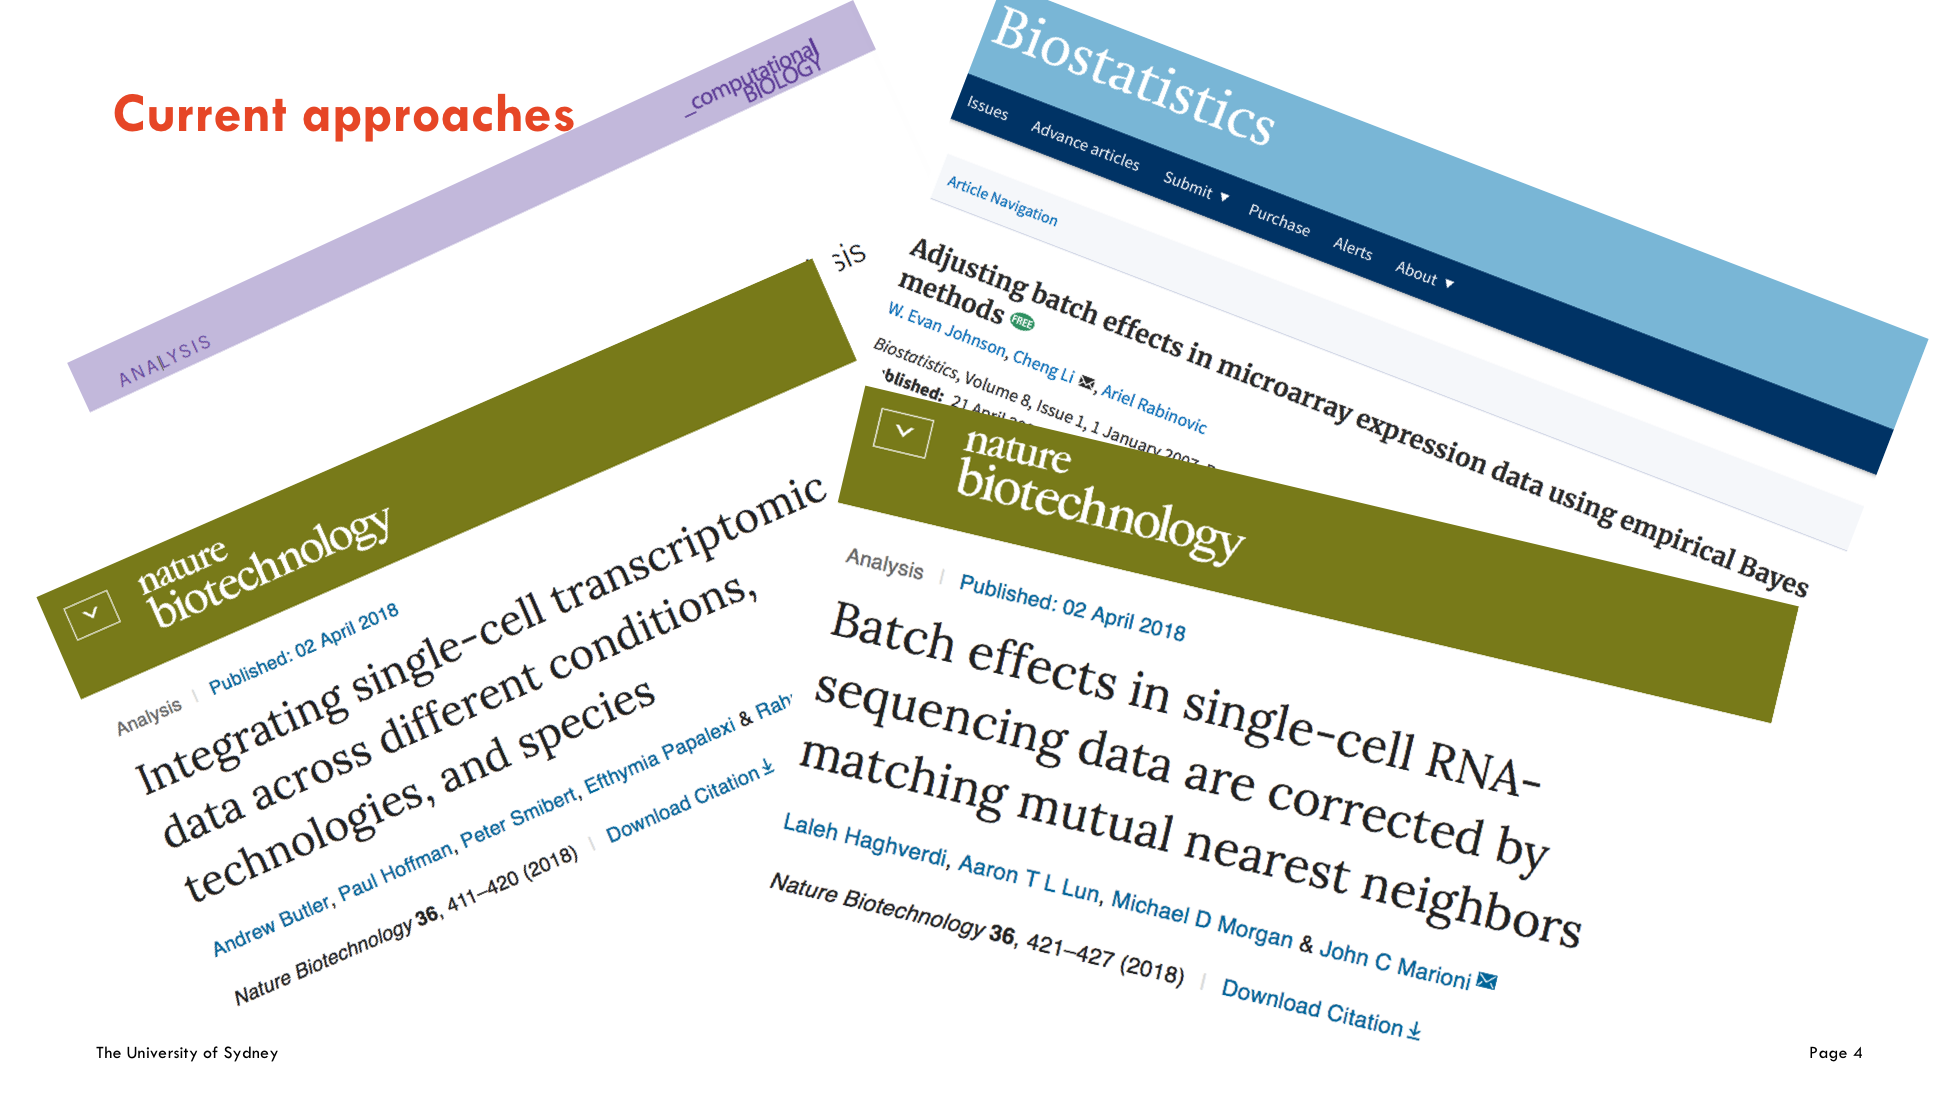 Current approaches
_computational
BIOLOGY
ANALYSIS
sis
Biostatistics
Issues Advance articles Submit ▼ Purchase Alerts About ▼
Article Navigation
Adjusting batch effects in microarray expression data using empirical Bayes
methods FREE
W. Evan Johnson, Cheng Li, Ariel Rabinovic
Biostatistics, Volume 8, Issue 1, 1 January 2007,
blished: 21 April
nature
biotechnology
Analysis | Published: 02 April 2018
Integrating single-cell transcriptomic
data across different conditions,
technologies, and species
Andrew Butler, Paul Hoffman, Peter Smibert, Efthymia Papalexi & Rah
Nature Biotechnology 36, 411–420 (2018) | Download Citation
nature
biotechnology
Analysis | Published: 02 April 2018
Batch effects in single-cell RNA-
sequencing data are corrected by
matching mutual nearest neighbors
Laleh Haghverdi, Aaron T L Lun, Michael D Morgan & John C Marioni
Nature Biotechnology 36, 421–427 (2018) | Download Citation
The University of Sydney
Page 4